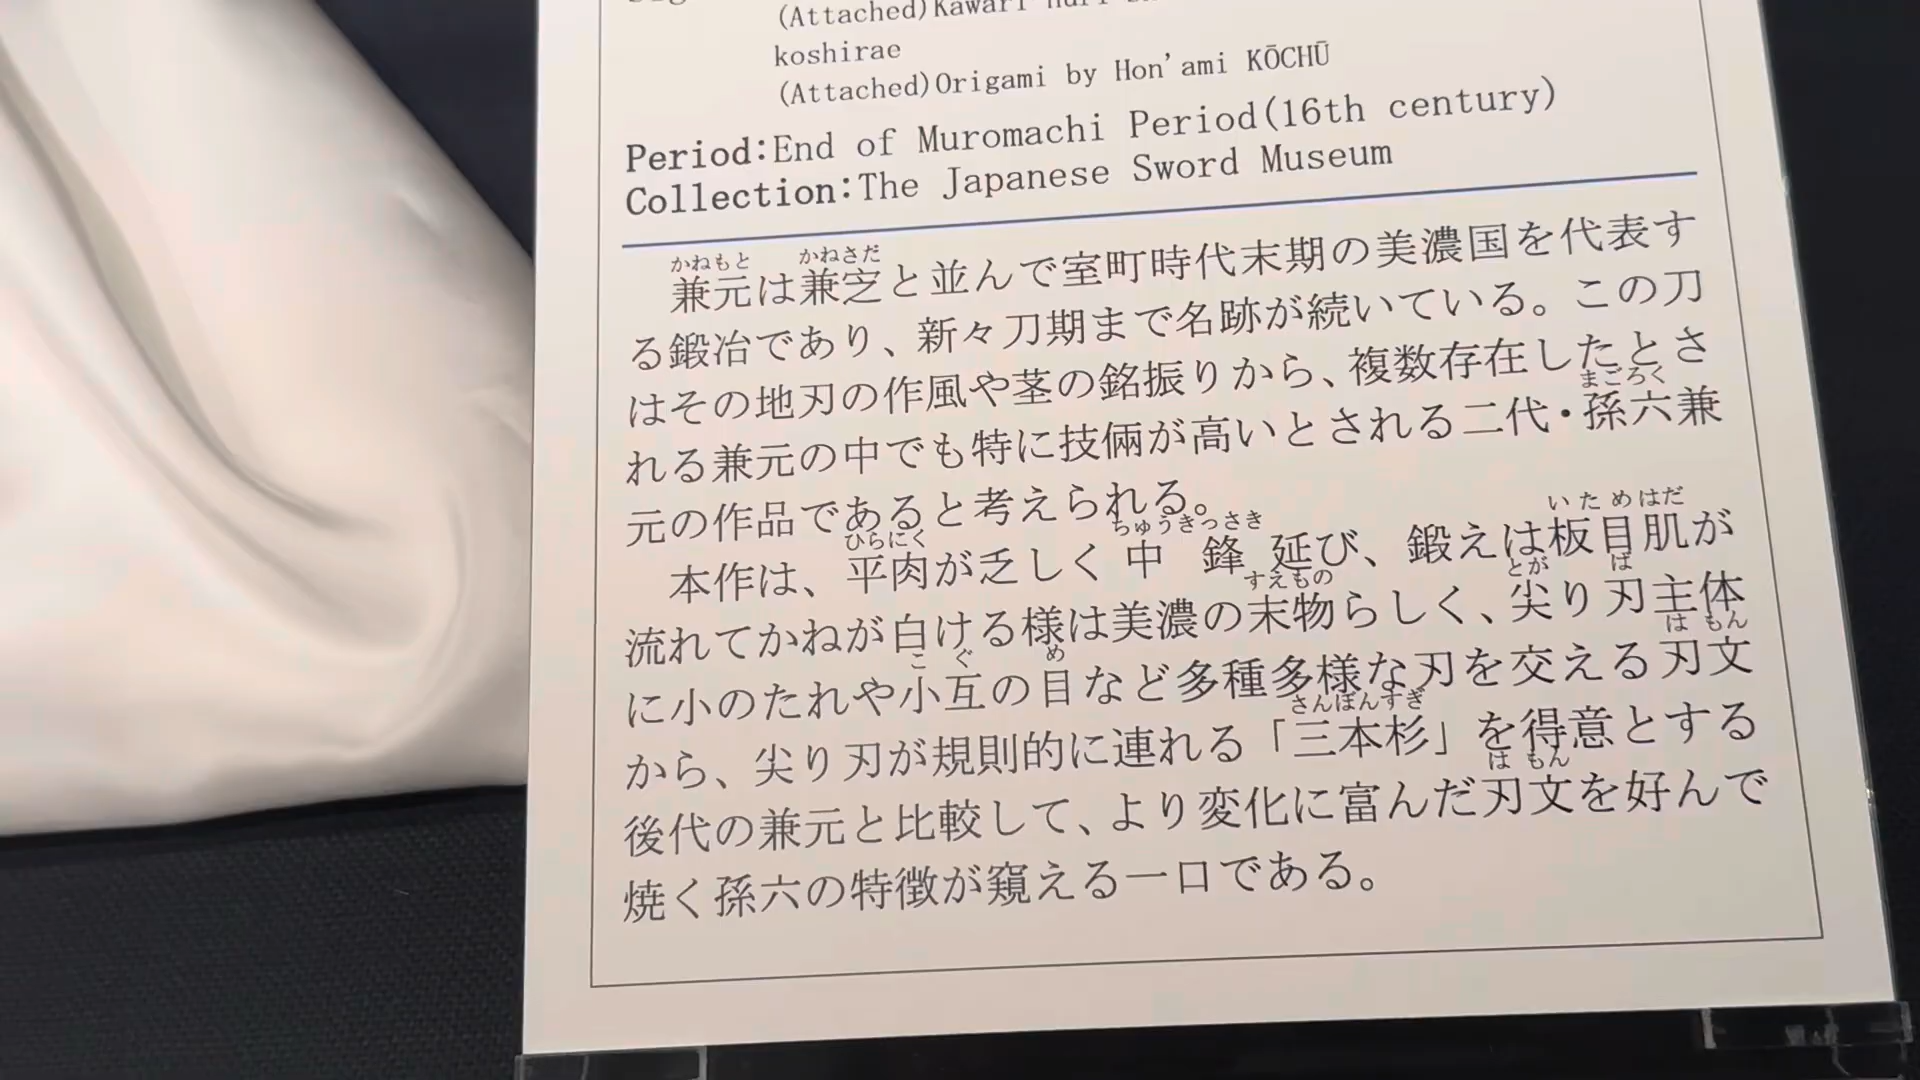 (Attached)Kawari
koshirae
(Attached)Origami by Hon'ami KŌCHŪ
Period:End of Muromachi Period(16th century)
Collection:The Japanese Sword Museum
かねもと かねさだ
兼元は兼㝎と並んで室町時代末期の美濃国を代表す
る鍛冶であり、新々刀期まで名跡が続いている。この刀
はその地刃の作風や茎の銘振りから、複数存在したとさ
まごろく
れる兼元の中でも特に技倆が高いとされる二代・孫六兼
元の作品であると考えられる。
ひらにく ちゅうきっさき いためはだ
本作は、平肉が乏しく中鋒延び、鍛えは板目肌が
すえもの とが ば
流れてかねが白ける様は美濃の末物らしく、尖り刃主体
こ ぐ め は もん
に小のたれや小互の目など多種多様な刃を交える刃文
さんぼんすぎ
から、尖り刃が規則的に連れる「三本杉」を得意とする
は もん
後代の兼元と比較して、より変化に富んだ刃文を好んで
焼く孫六の特徴が窺える一口である。